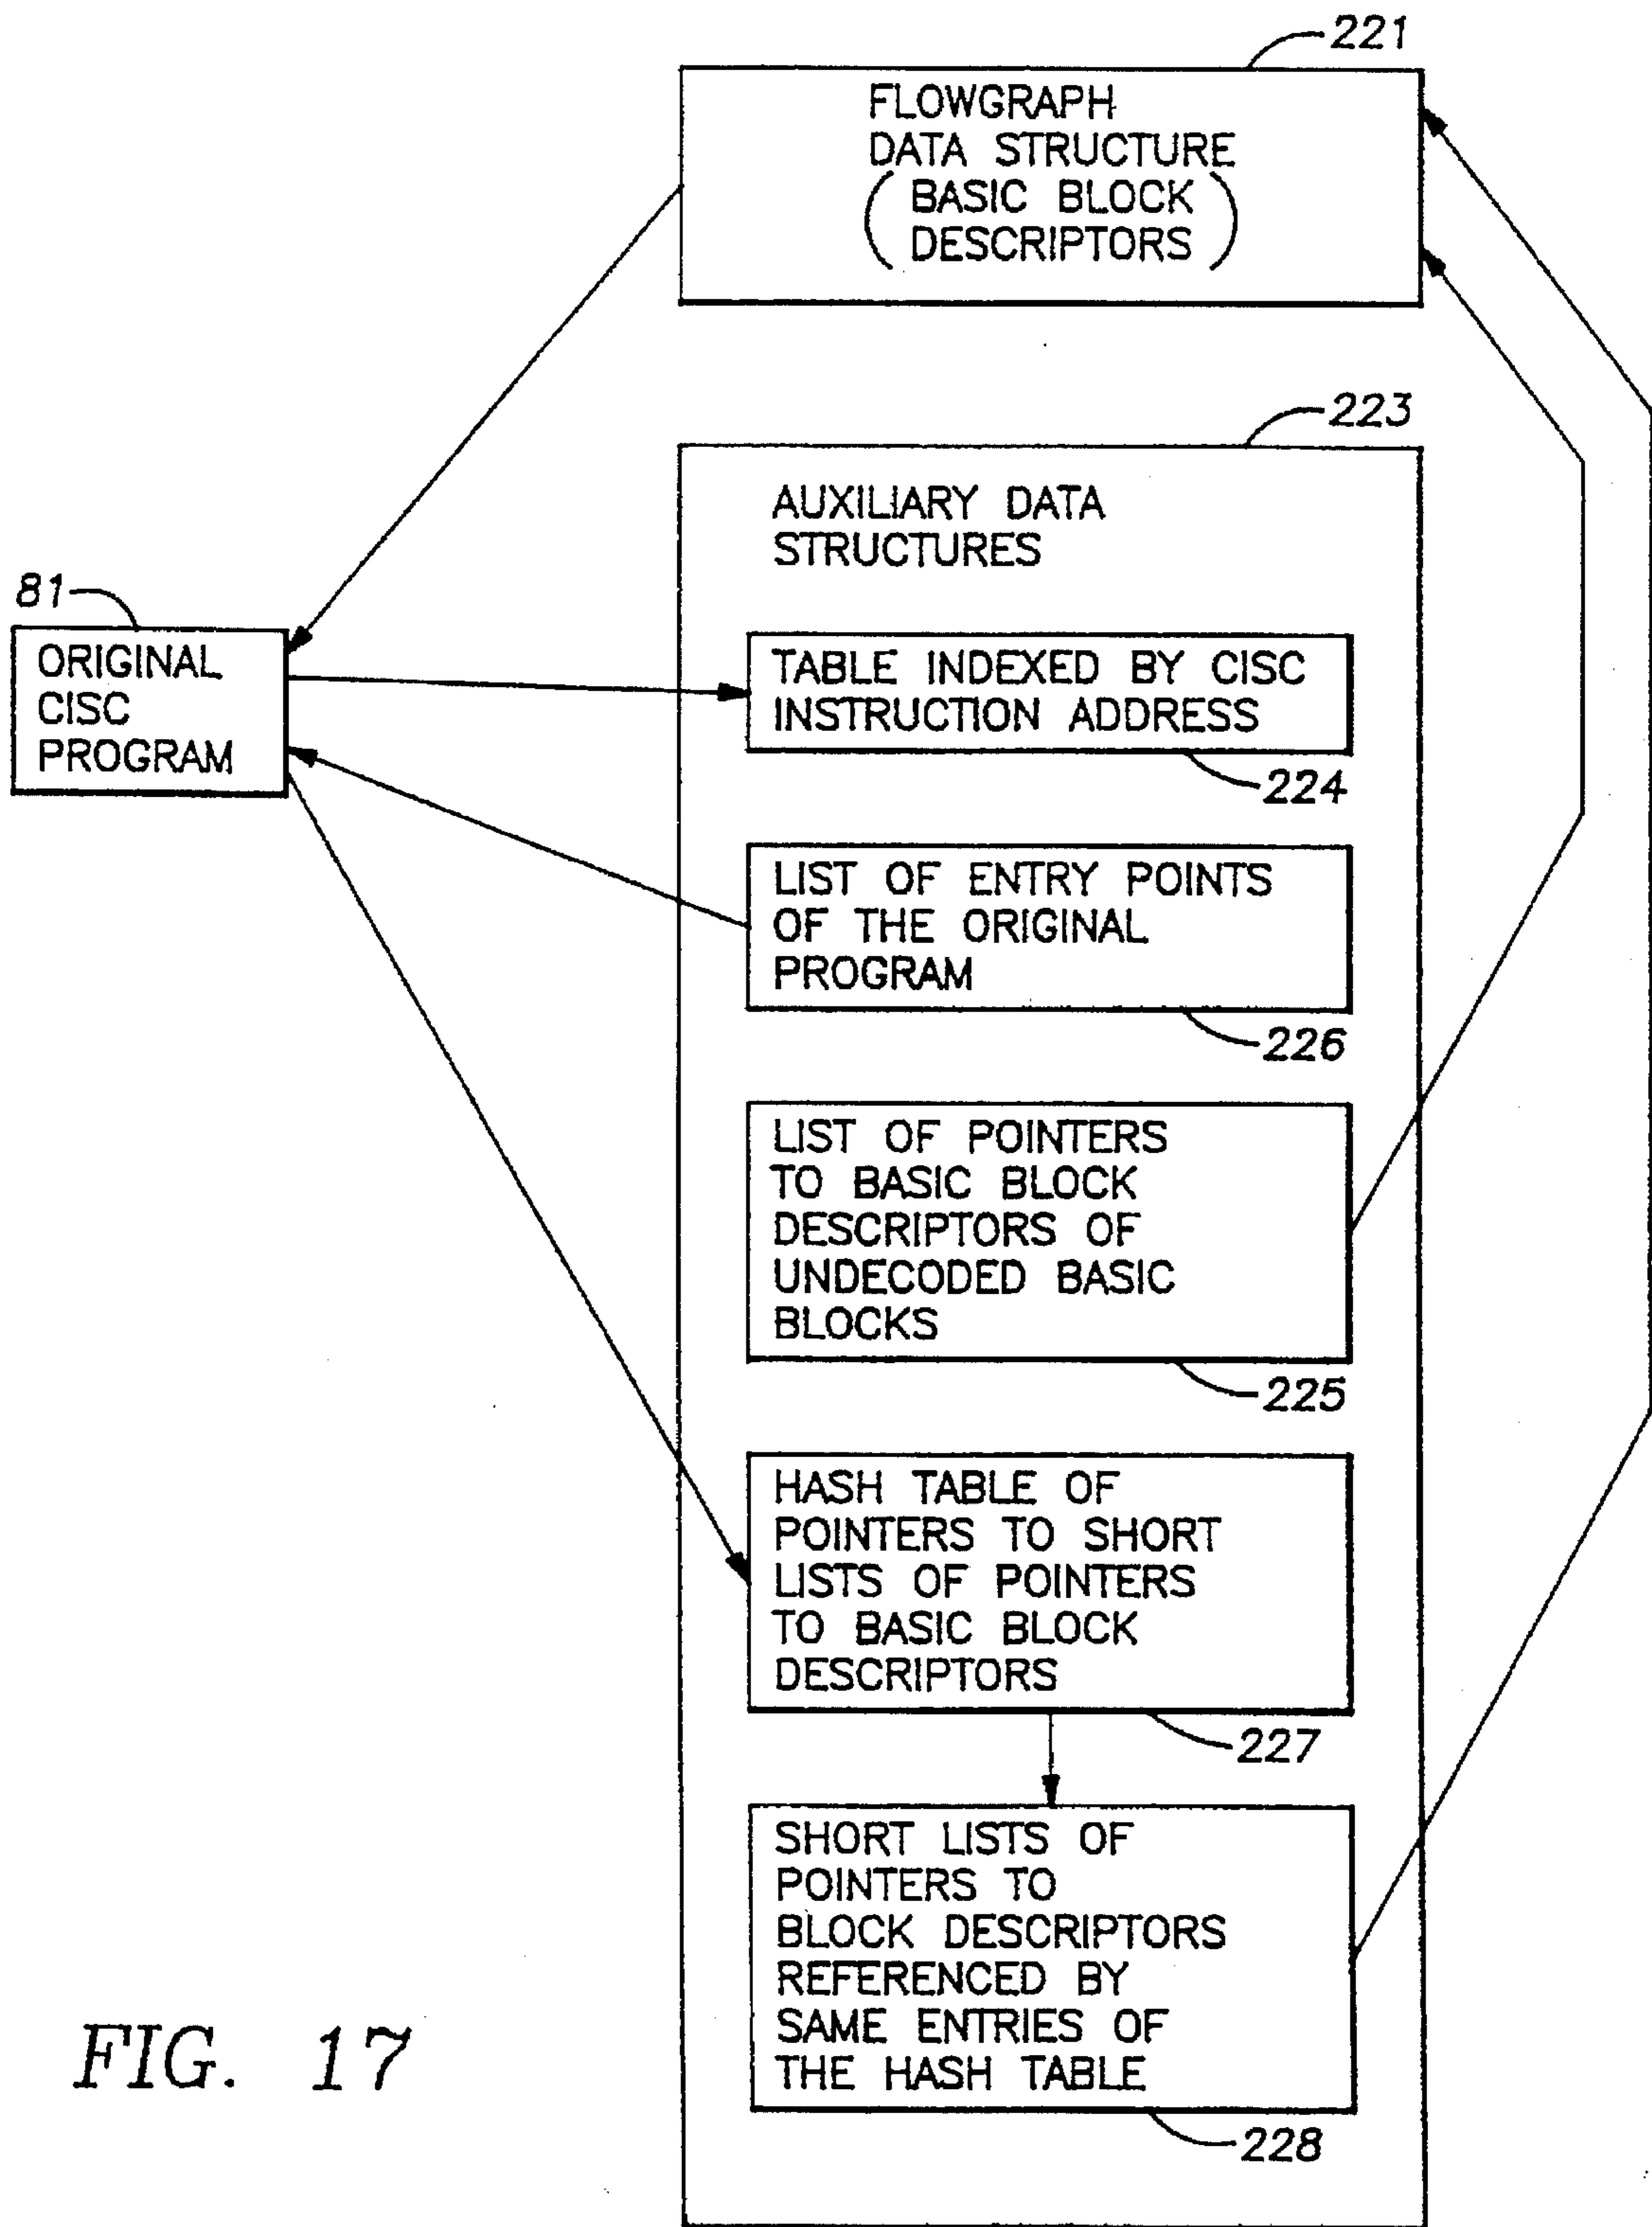 221
FLOWGRAPH
DATA STRUCTURE
( BASIC BLOCK
DESCRIPTORS )
223
AUXILIARY DATA
STRUCTURES
81
ORIGINAL
CISC
PROGRAM
TABLE INDEXED BY CISC
INSTRUCTION ADDRESS
224
LIST OF ENTRY POINTS
OF THE ORIGINAL
PROGRAM
226
LIST OF POINTERS
TO BASIC BLOCK
DESCRIPTORS OF
UNDECODED BASIC
BLOCKS
225
HASH TABLE OF
POINTERS TO SHORT
LISTS OF POINTERS
TO BASIC BLOCK
DESCRIPTORS
227
SHORT LISTS OF
POINTERS TO
BLOCK DESCRIPTORS
REFERENCED BY
SAME ENTRIES OF
THE HASH TABLE
228
FIG. 17